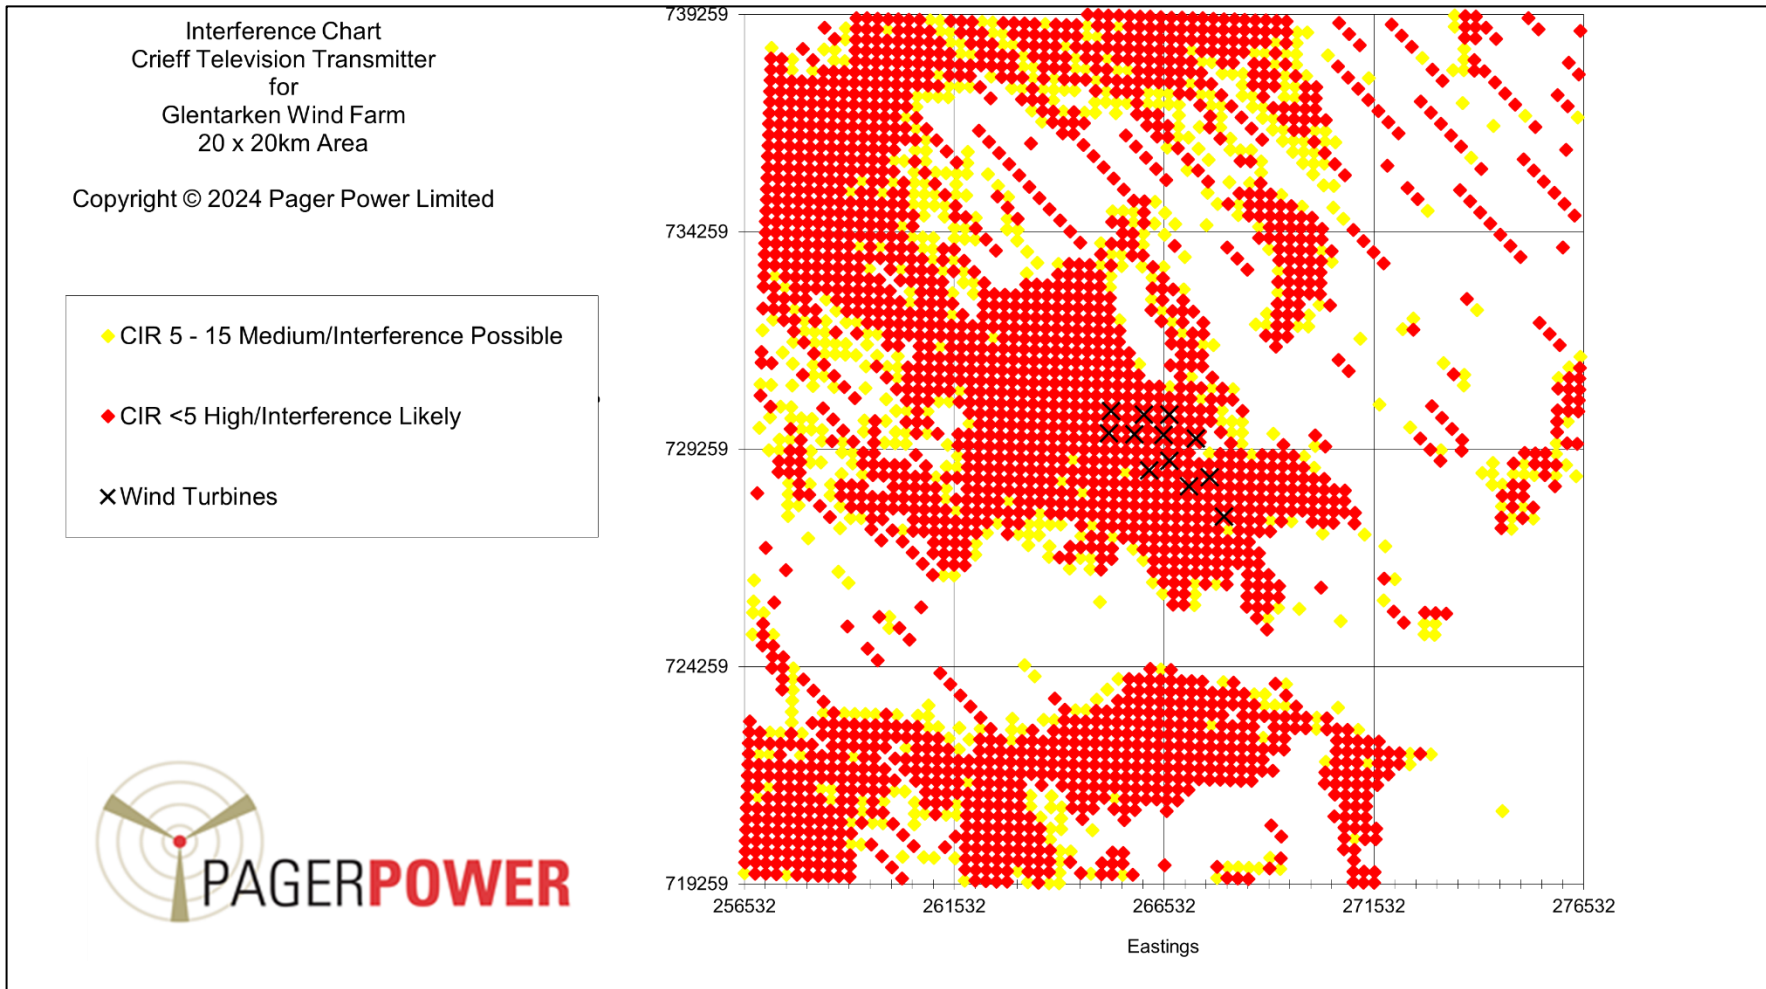 Interference Chart
Crieff Television Transmitter
for
Glentarken Wind Farm
20 x 20km Area
Copyright © 2024 Pager Power Limited
CIR 5 - 15 Medium/Interference Possible
CIR <5 High/Interference Likely
Wind Turbines
PAGERPOWER
739259
734259
729259
724259
719259
256532 261532 266532 271532 276532
Eastings